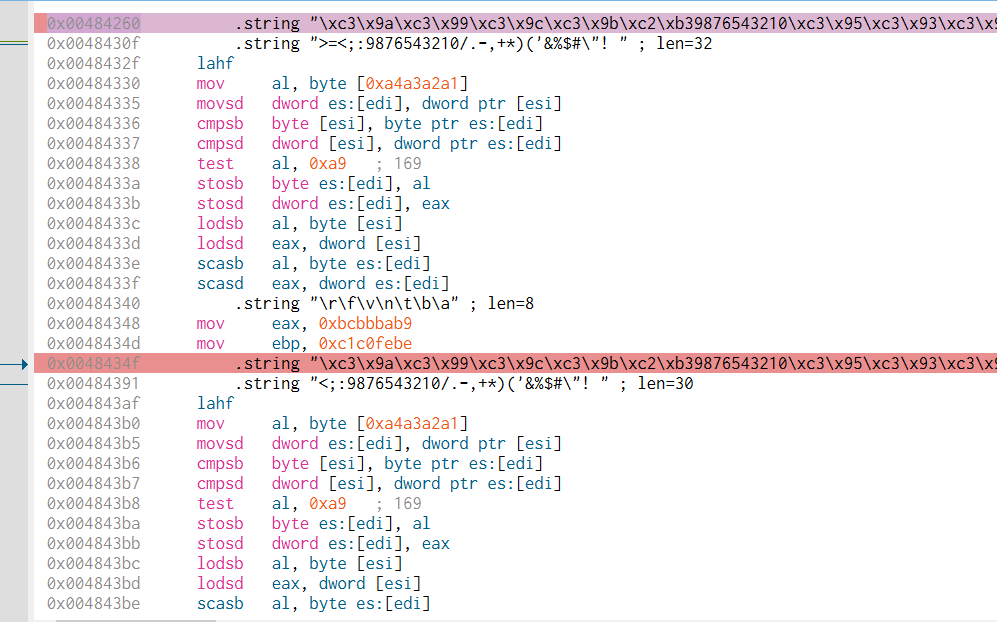 0x00484260 .string "\xc3\x9a\xc3\x99\xc3\x9c\xc3\x9b\xc2\xb39876543210\xc3\x95\xc3\x93\xc3\x9
0x0048430f .string ">=<;:9876543210/.-,+*)('&%$#\"! " ; len=32
0x0048432f lahf
0x00484330 mov al, byte [0xa4a3a2a1]
0x00484335 movsd dword es:[edi], dword ptr [esi]
0x00484336 cmpsb byte [esi], byte ptr es:[edi]
0x00484337 cmpsd dword [esi], dword ptr es:[edi]
0x00484338 test al, 0xa9 ; 169
0x0048433a stosb byte es:[edi], al
0x0048433b stosd dword es:[edi], eax
0x0048433c lodsb al, byte [esi]
0x0048433d lodsd eax, dword [esi]
0x0048433e scasb al, byte es:[edi]
0x0048433f scasd eax, dword es:[edi]
0x00484340 .string "\r\f\v\n\t\b\a" ; len=8
0x00484348 mov eax, 0xbcbbbab9
0x0048434d mov ebp, 0xc1c0febe
0x0048434f .string "\xc3\x9a\xc3\x99\xc3\x9c\xc3\x9b\xc2\xb39876543210\xc3\x95\xc3\x93\xc3\x9
0x00484391 .string "<;:9876543210/.-,+*)('&%$#\"! " ; len=30
0x004843af lahf
0x004843b0 mov al, byte [0xa4a3a2a1]
0x004843b5 movsd dword es:[edi], dword ptr [esi]
0x004843b6 cmpsb byte [esi], byte ptr es:[edi]
0x004843b7 cmpsd dword [esi], dword ptr es:[edi]
0x004843b8 test al, 0xa9 ; 169
0x004843ba stosb byte es:[edi], al
0x004843bb stosd dword es:[edi], eax
0x004843bc lodsb al, byte [esi]
0x004843bd lodsd eax, dword [esi]
0x004843be scasb al, byte es:[edi]